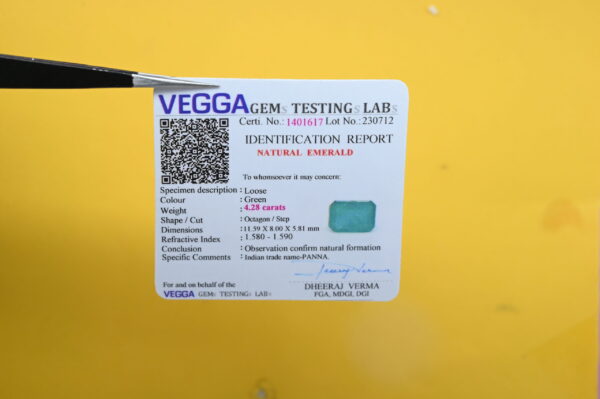 VEGGA GEMs TESTINGs LABs
Certi. No.: 1401617 Lot No.: 230712
IDENTIFICATION REPORT
NATURAL EMERALD
To whomsoever it may concern:
Specimen description : Loose
Colour : Green
Weight : 4.28 carats
Shape / Cut : Octagon / Step
Dimensions : 11.59 X 8.00 X 5.81 mm
Refractive Index : 1.580 - 1.590
Conclusion : Observation confirm natural formation
Specific Comments : Indian trade name-PANNA.
For and on behalf of the
VEGGA GEMs TESTINGs LABs
DHEERAJ VERMA
FGA, MDGI, DGI